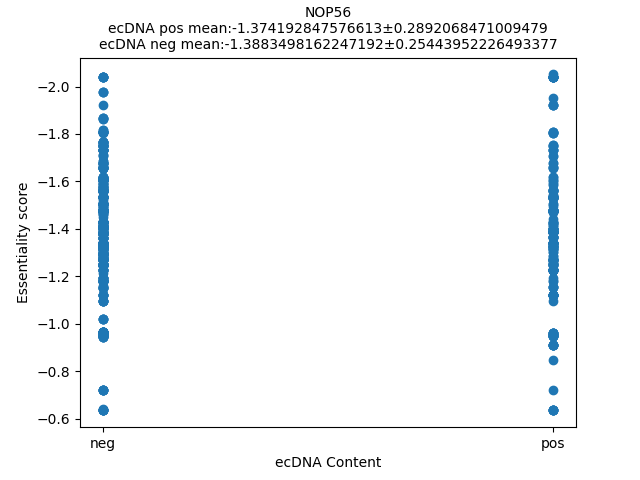 NOP56
ecDNA pos mean:-1.374192847576613±0.2892068471009479
ecDNA neg mean:-1.3883498162247192±0.25443952226493377
−2.0
−1.8
−1.6
−1.4
−1.2
−1.0
−0.8
−0.6
Essentiality score
neg
pos
ecDNA Content